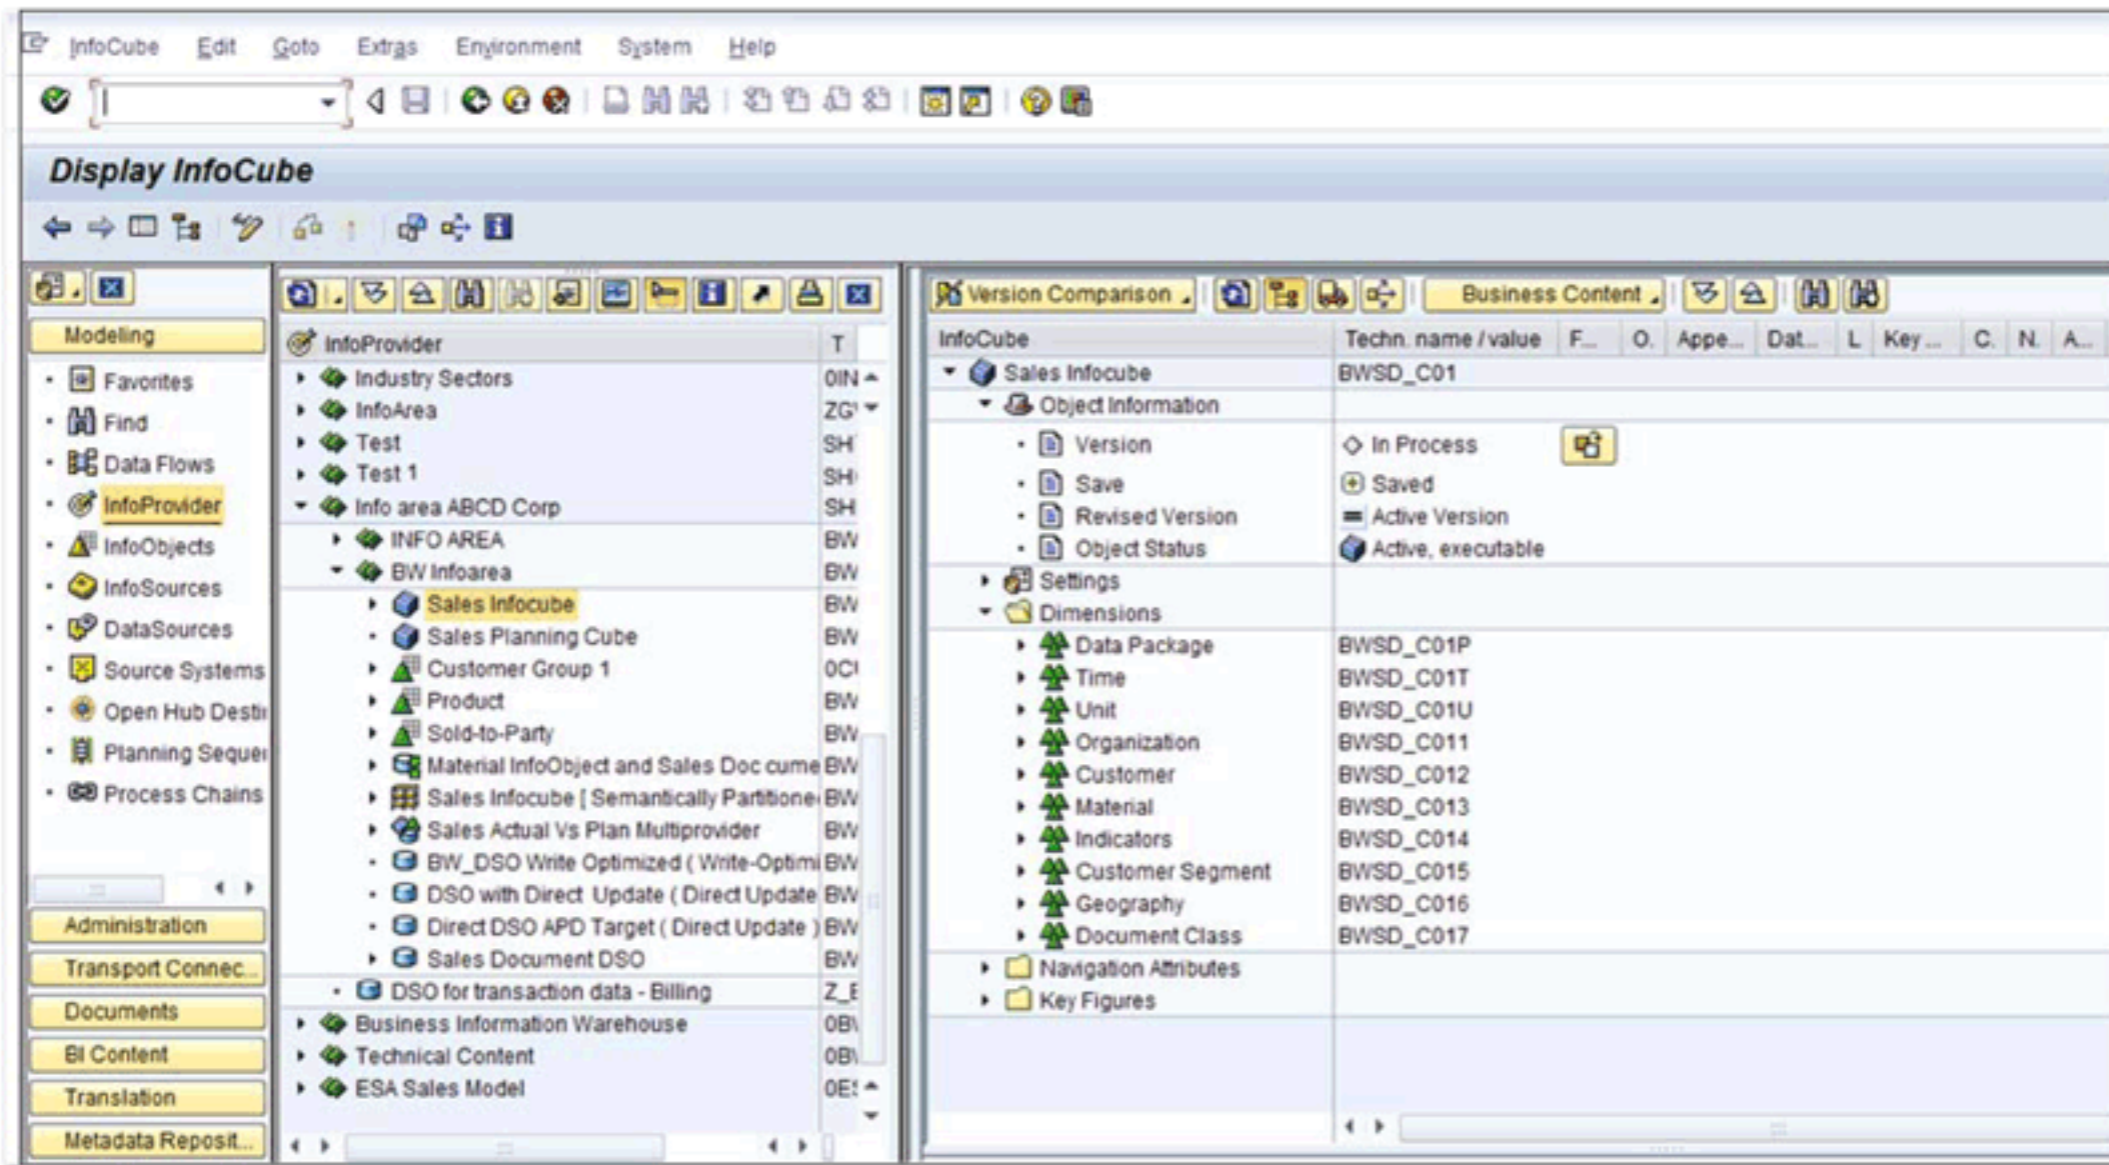 InfoCube Edit Goto Extras Environment System Help
Display InfoCube
Modeling
Favorites
Find
Data Flows
InfoProvider
InfoObjects
InfoSources
DataSources
Source Systems
Open Hub Desti
Planning Seque
Process Chains
Administration
Transport Connec...
Documents
BI Content
Translation
Metadata Reposit...
InfoProvider T
Industry Sectors 0IN
InfoArea
Test SH
Test 1 SH
Info area ABCD Corp SH
INFO AREA BW
BW Infoarea BW
Sales Infocube BW
Sales Planning Cube BW
Customer Group 1
Product BW
Sold-to-Party BW
Material InfoObject and Sales Doc cume BW
Sales Infocube [ Semantically Partitione BW
Sales Actual Vs Plan Multiprovider BW
BW_DSO Write Optimized ( Write-Optimi BW
DSO with Direct Update ( Direct Update BW
Direct DSO APD Target ( Direct Update ) BW
Sales Document DSO BW
DSO for transaction data - Billing
Business Information Warehouse
Technical Content
ESA Sales Model
Version Comparison Business Content
InfoCube Techn. name / value F... O. Appe... Dat... L Key ... C. N. A...
Sales Infocube BWSD_C01
Object Information
Version In Process
Save Saved
Revised Version Active Version
Object Status Active, executable
Settings
Dimensions
Data Package BWSD_C01P
Time BWSD_C01T
Unit BWSD_C01U
Organization BWSD_C011
Customer BWSD_C012
Material BWSD_C013
Indicators BWSD_C014
Customer Segment BWSD_C015
Geography BWSD_C016
Document Class BWSD_C017
Navigation Attributes
Key Figures